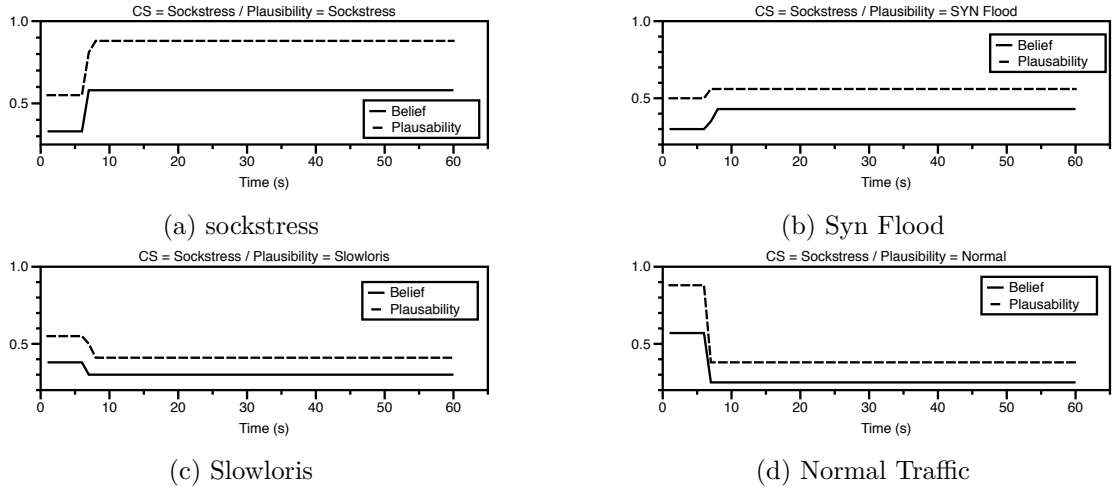 CS = Sockstress / Plausibility = Sockstress
1.0
0.5
Belief
Plausability
0 10 20 30 40 50 60
Time (s)
(a) sockstress
CS = Sockstress / Plausibility = SYN Flood
1.0
0.5
Belief
Plausability
0 10 20 30 40 50 60
Time (s)
(b) Syn Flood
CS = Sockstress / Plausibility = Slowloris
1.0
0.5
Belief
Plausability
0 10 20 30 40 50 60
Time (s)
(c) Slowloris
CS = Sockstress / Plausibility = Normal
1.0
0.5
Belief
Plausability
0 10 20 30 40 50 60
Time (s)
(d) Normal Traffic